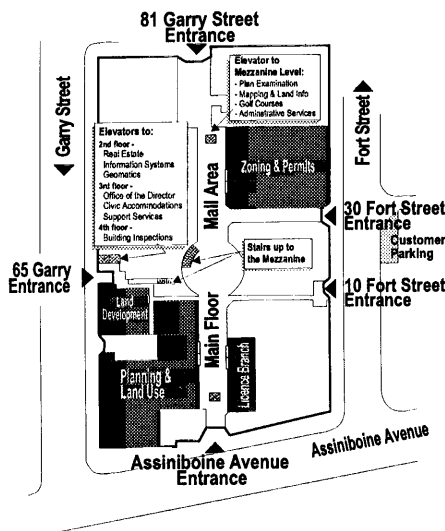 81 Garry Street
Entrance
Elevator to
Mezzanine Level:
- Plan Examination
- Mapping & Land Info
- Golf Courses
- Adminstrative Services
Garry Street
Fort Street
Elevators to:
2nd floor -
Real Estate
Information Systems
Geomatics
3rd floor -
Office of the Director
Civic Accommodations
Support Services
4th floor -
Building Inspections
Mall Area
Zoning & Permits
30 Fort Street
Entrance
Customer
Parking
Stairs up to
the Mezzanine
65 Garry
Entrance
10 Fort Street
Entrance
Land
Development
Main Floor
Planning &
Land Use
Licence Branch
Assiniboine Avenue
Entrance
Assiniboine Avenue